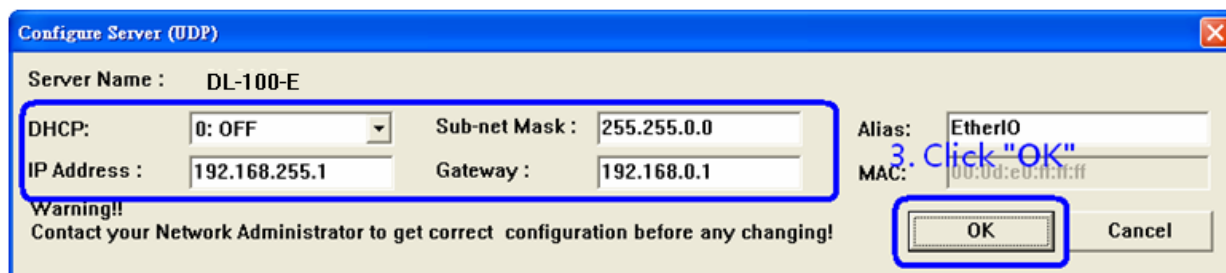 Configure Server (UDP)
Server Name : DL-100-E
DHCP: 0: OFF Sub-net Mask : 255.255.0.0 Alias: EtherIO
3. Click "OK"
IP Address : 192.168.255.1 Gateway : 192.168.0.1 MAC: 00:0d:e0:ff:ff:ff
Warning!!
Contact your Network Administrator to get correct configuration before any changing!
OK Cancel